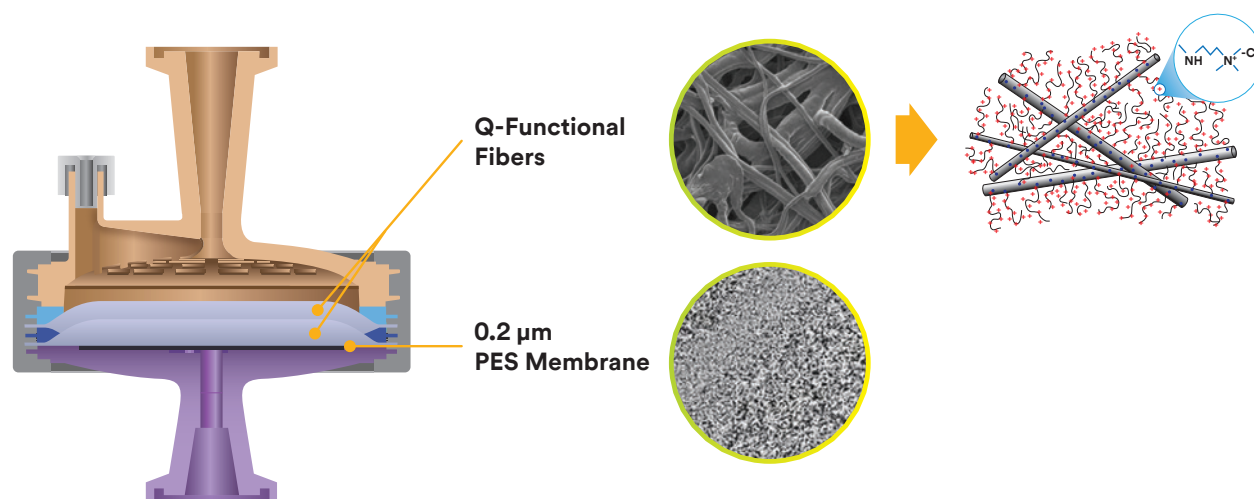 Q-Functional
Fibers
0.2 µm
PES Membrane
NH
N+
-C